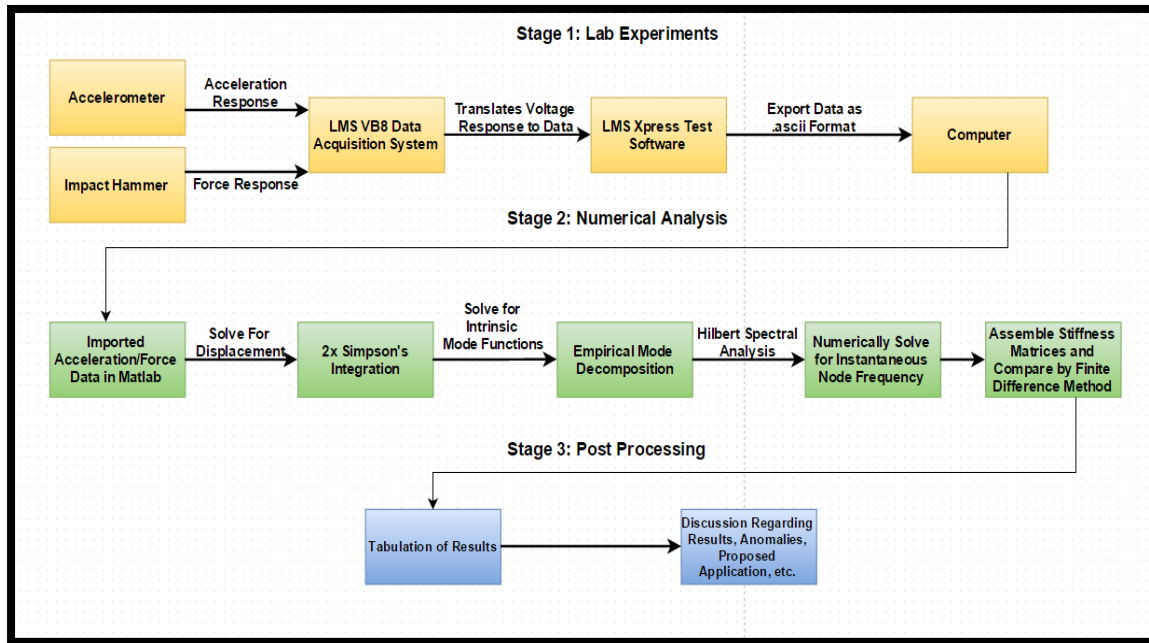 Stage 1: Lab Experiments
Accelerometer
Acceleration
Response
Impact Hammer
Force Response
LMS VB8 Data
Acquisition System
Translates Voltage
Response to Data
LMS Xpress Test
Software
Export Data as
.ascii Format
Computer
Stage 2: Numerical Analysis
Imported
Acceleration/Force
Data in Matlab
Solve For
Displacement
2x Simpson's
Integration
Solve for
Intrinsic
Mode Functions
Empirical Mode
Decomposition
Hilbert Spectral
Analysis
Numerically Solve
for Instantaneous
Node Frequency
Assemble Stiffness
Matrices and
Compare by Finite
Difference Method
Stage 3: Post Processing
Tabulation of Results
Discussion Regarding
Results, Anomalies,
Proposed
Application, etc.